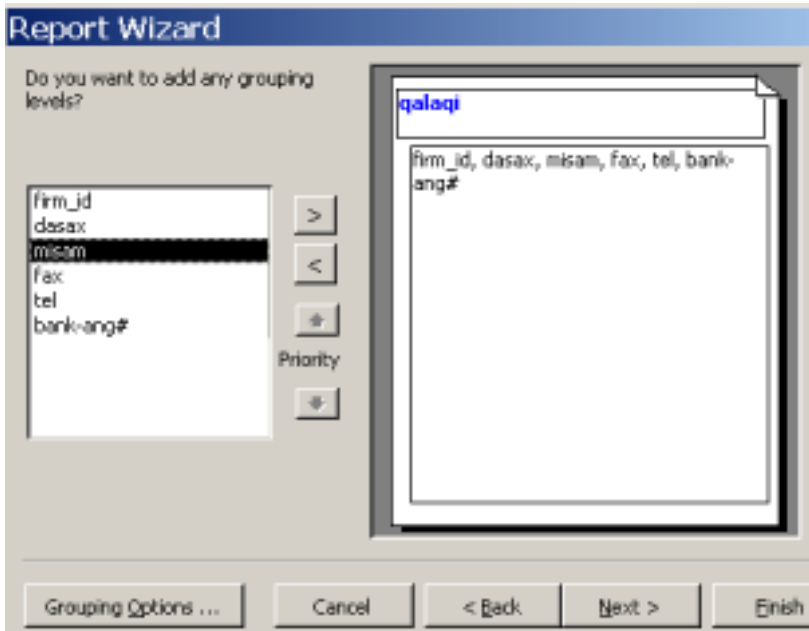 Report Wizard
Do you want to add any grouping
levels?
qalaqi
firm_id, dasax, misam, fax, tel, bank-
ang#
firm_id
dasax
misam
fax
tel
bank-ang#
>
<
Priority
Grouping Options ...
Cancel
< Back
Next >
Finish